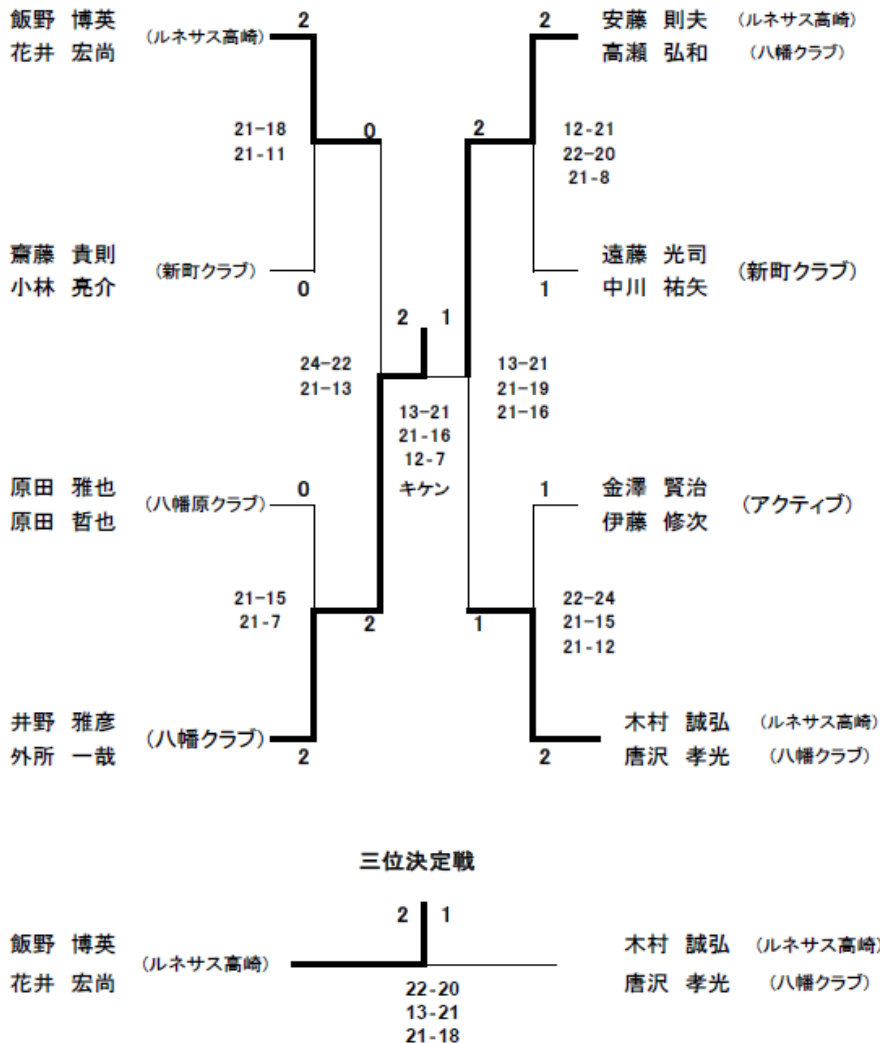 2 2
飯野 博英 (ルネサス高崎) 安藤 則夫 (ルネサス高崎)
花井 宏尚 高瀬 弘和 (八幡クラブ)
21-18 0 2 12-21
21-11 22-20
21-8
齋藤 貴則 (新町クラブ) 遠藤 光司 (新町クラブ)
小林 亮介 0 1 中川 祐矢
2 1
24-22 13-21
21-13 21-19
21-16
13-21
21-16
12-7
キケン
原田 雅也 (八幡原クラブ) 0 1 金澤 賢治 (アクティブ)
原田 哲也 伊藤 修次
21-15 22-24
21-7 2 1 21-15
21-12
井野 雅彦 (八幡クラブ) 木村 誠弘 (ルネサス高崎)
外所 一哉 2 2 唐沢 孝光 (八幡クラブ)
三位決定戦
2 1
飯野 博英 (ルネサス高崎) 木村 誠弘 (ルネサス高崎)
花井 宏尚 唐沢 孝光 (八幡クラブ)
22-20
13-21
21-18